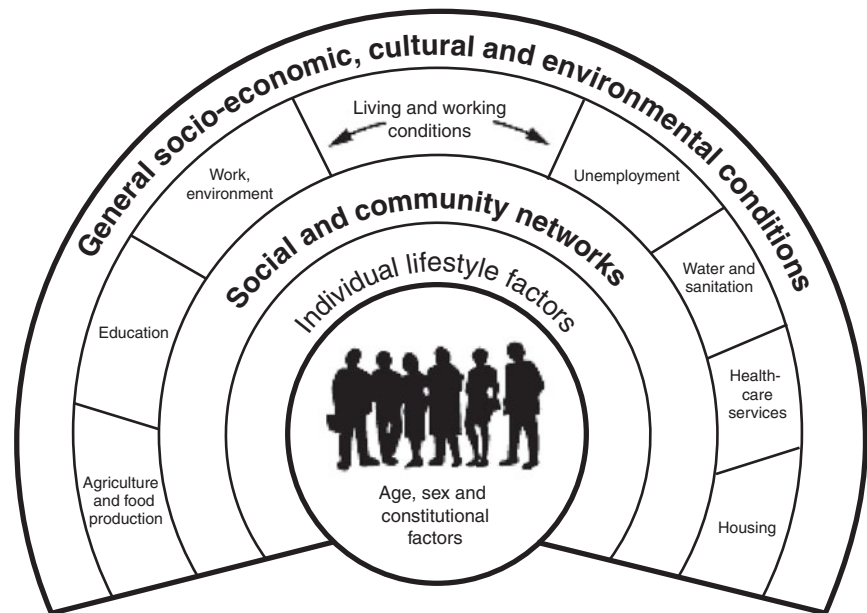 General socio-economic, cultural and environmental conditions
Living and working
conditions
Work,
environment
Unemployment
Social and community networks
Water and
sanitation
Individual lifestyle factors
Education
Health-
care
services
Agriculture
and food
production
Age, sex and
constitutional
factors
Housing